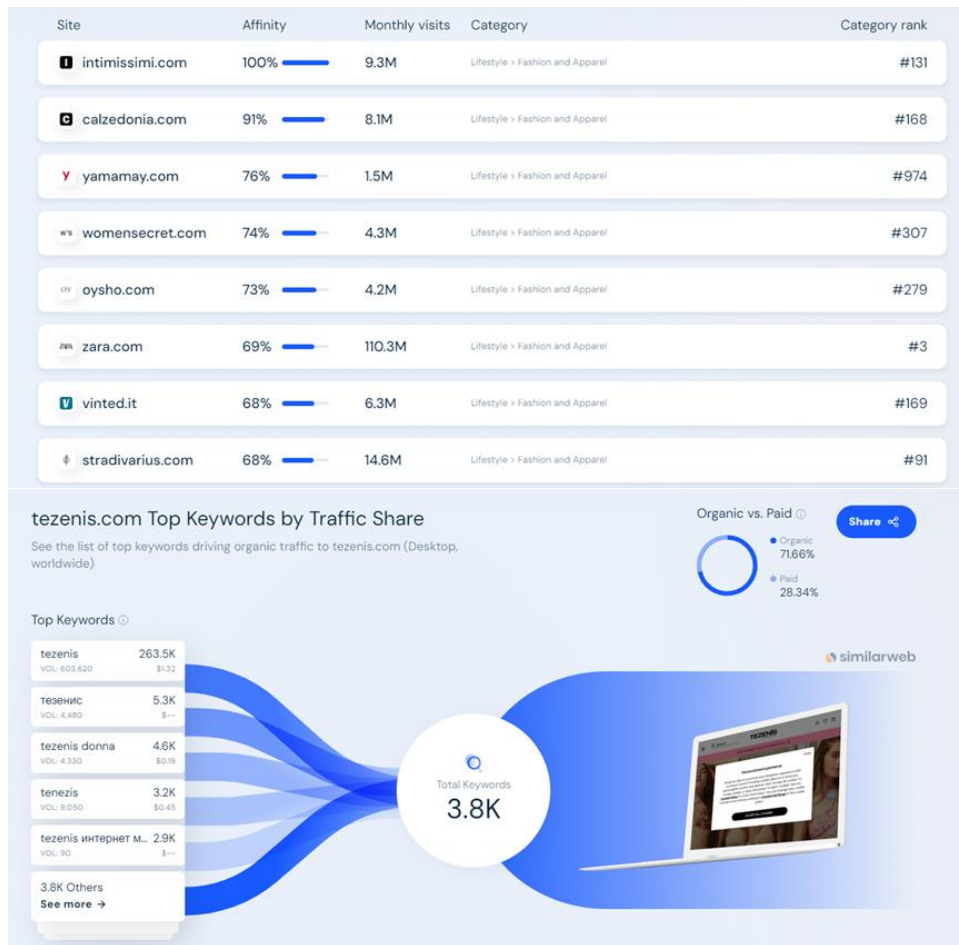 Site Affinity Monthly visits Category Category rank
intimissimi.com 100% 9.3M Lifestyle > Fashion and Apparel #131
calzedonia.com 91% 8.1M Lifestyle > Fashion and Apparel #168
yamamay.com 76% 1.5M Lifestyle > Fashion and Apparel #974
w's womensecret.com 74% 4.3M Lifestyle > Fashion and Apparel #307
OY oysho.com 73% 4.2M Lifestyle > Fashion and Apparel #279
ZARA zara.com 69% 110.3M Lifestyle > Fashion and Apparel #3
V vinted.it 68% 6.3M Lifestyle > Fashion and Apparel #169
stradivarius.com 68% 14.6M Lifestyle > Fashion and Apparel #91
tezenis.com Top Keywords by Traffic Share
See the list of top keywords driving organic traffic to tezenis.com (Desktop,
worldwide)
Organic vs. Paid
Organic
71.66%
Paid
28.34%
Share
Top Keywords
tezenis 263.5K
VOL: 603,620 $1.32
тезенис 5.3K
VOL: 4,480 $--
tezenis donna 4.6K
VOL: 4,330 $0.19
tenezis 3.2K
VOL: 9,050 $0.45
tezenis интернет м... 2.9K
VOL: 90 $--
3.8K Others
See more →
Total Keywords
3.8K
similarweb
TEZENIS